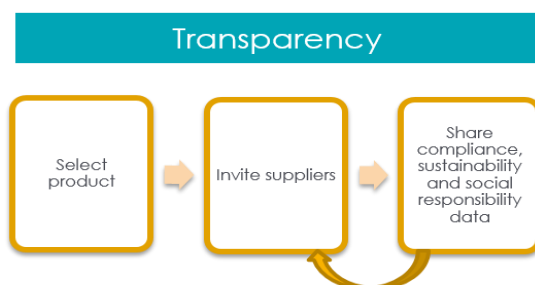 Transparency
Select
product
Invite suppliers
Share
compliance,
sustainability
and social
responsibility
data